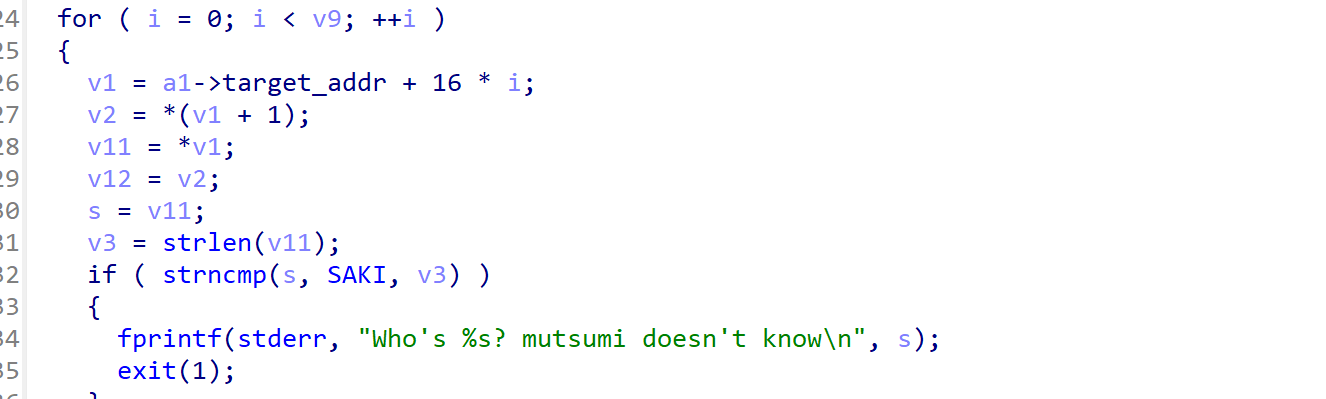 24 for ( i = 0; i < v9; ++i )
25 {
26 v1 = a1->target_addr + 16 * i;
27 v2 = *(v1 + 1);
28 v11 = *v1;
29 v12 = v2;
30 s = v11;
31 v3 = strlen(v11);
32 if ( strncmp(s, SAKI, v3) )
33 {
34 fprintf(stderr, "Who's %s? mutsumi doesn't know\n", s);
35 exit(1);